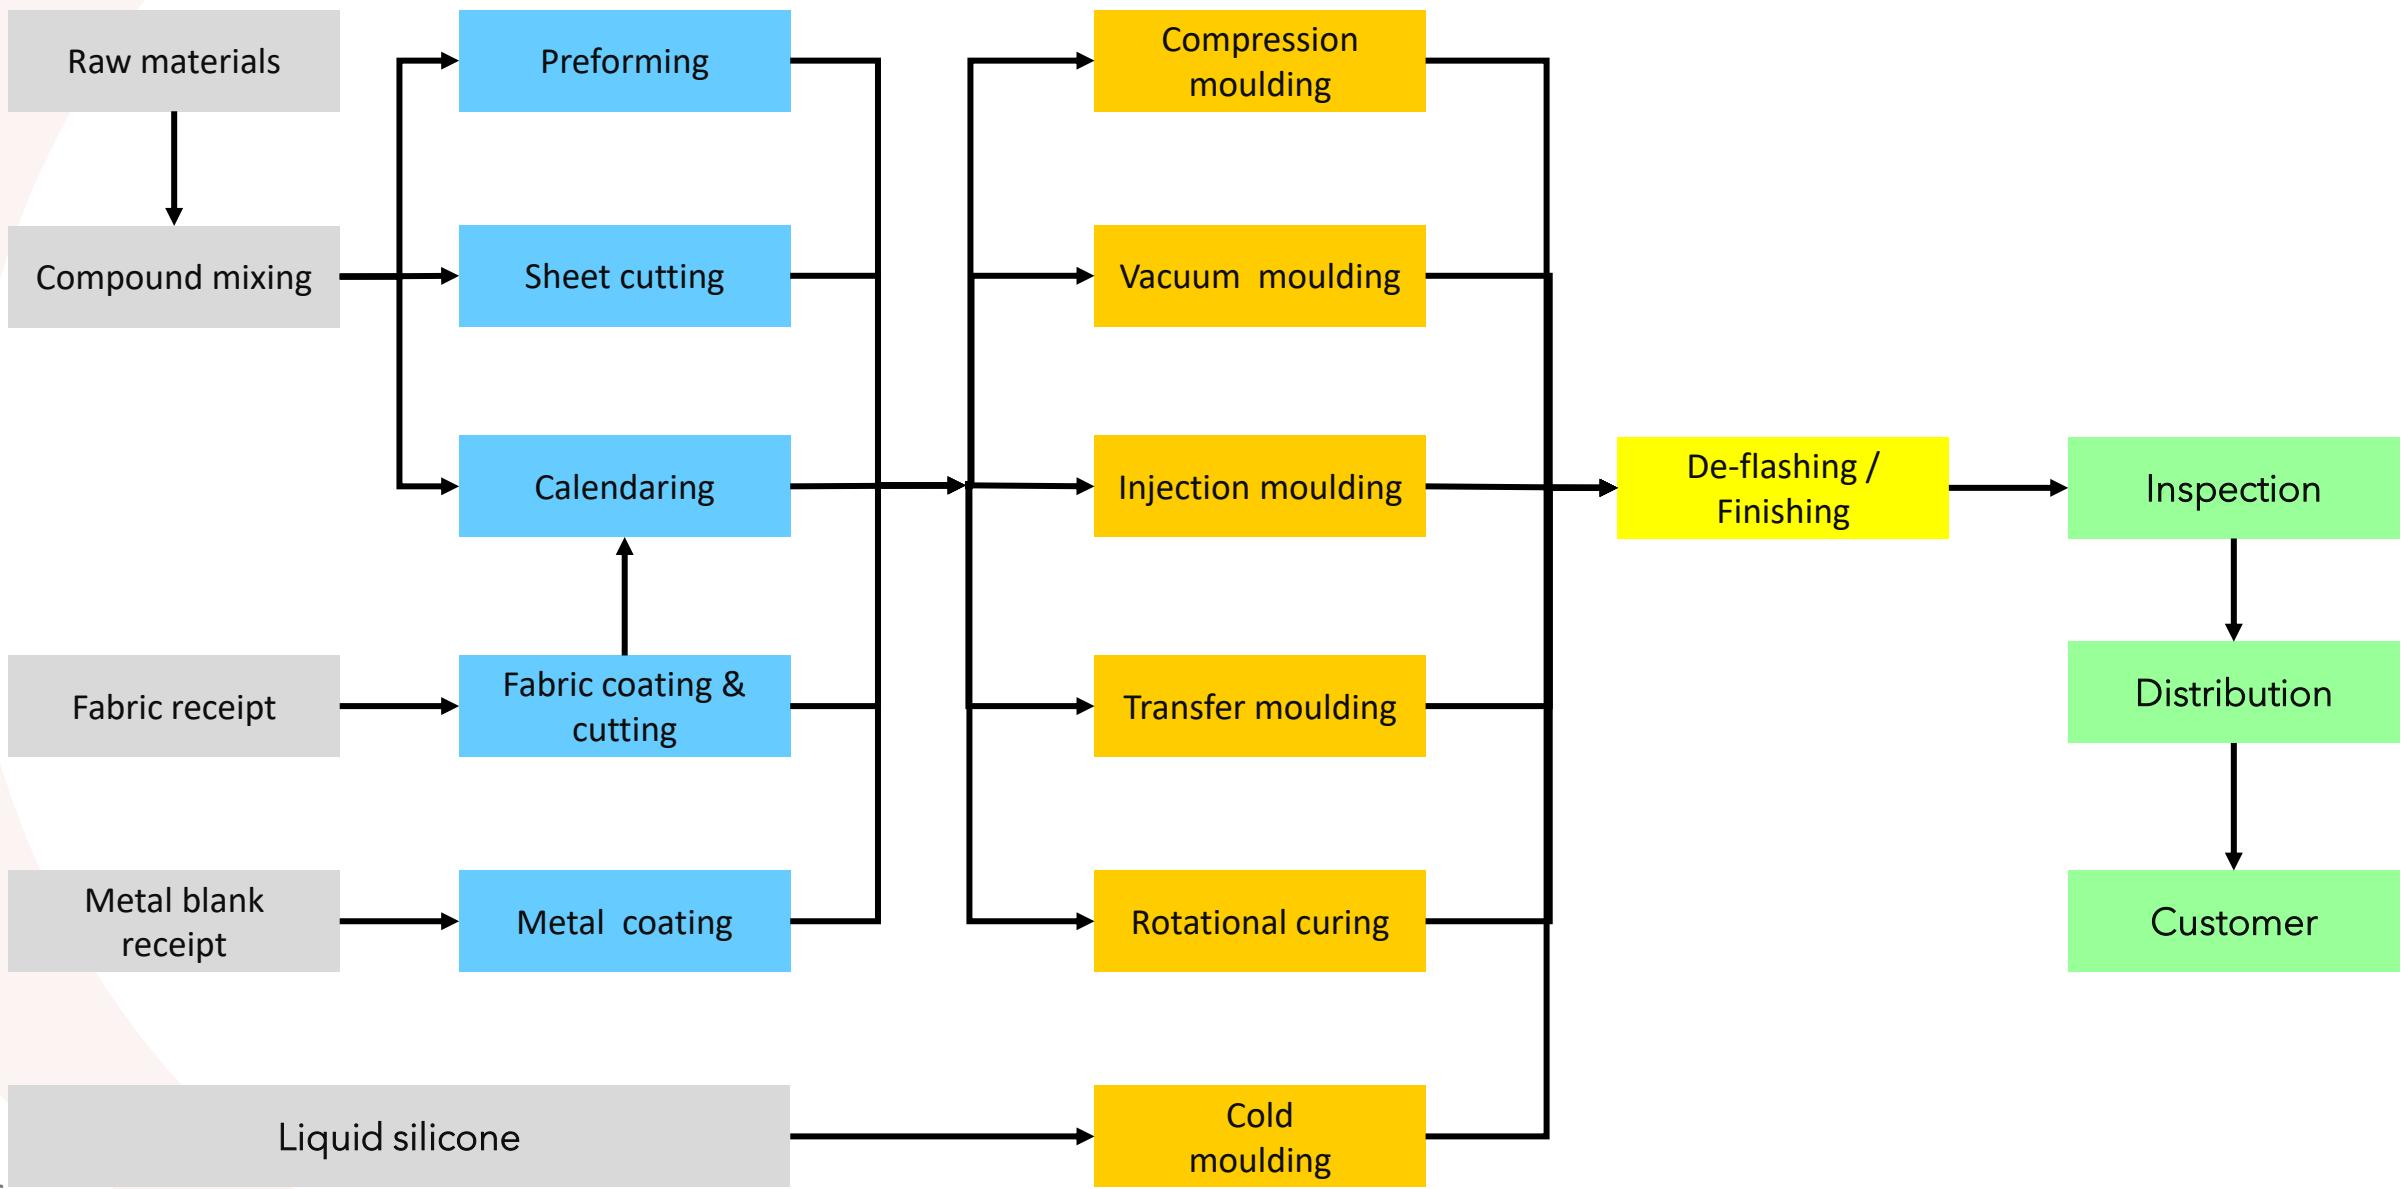 Raw materials
Compound mixing
Fabric receipt
Metal blank
receipt
Liquid silicone
Preforming
Sheet cutting
Calendaring
Fabric coating &
cutting
Metal coating
Compression
moulding
Vacuum moulding
Injection moulding
Transfer moulding
Rotational curing
Cold
moulding
De-flashing /
Finishing
Inspection
Distribution
Customer